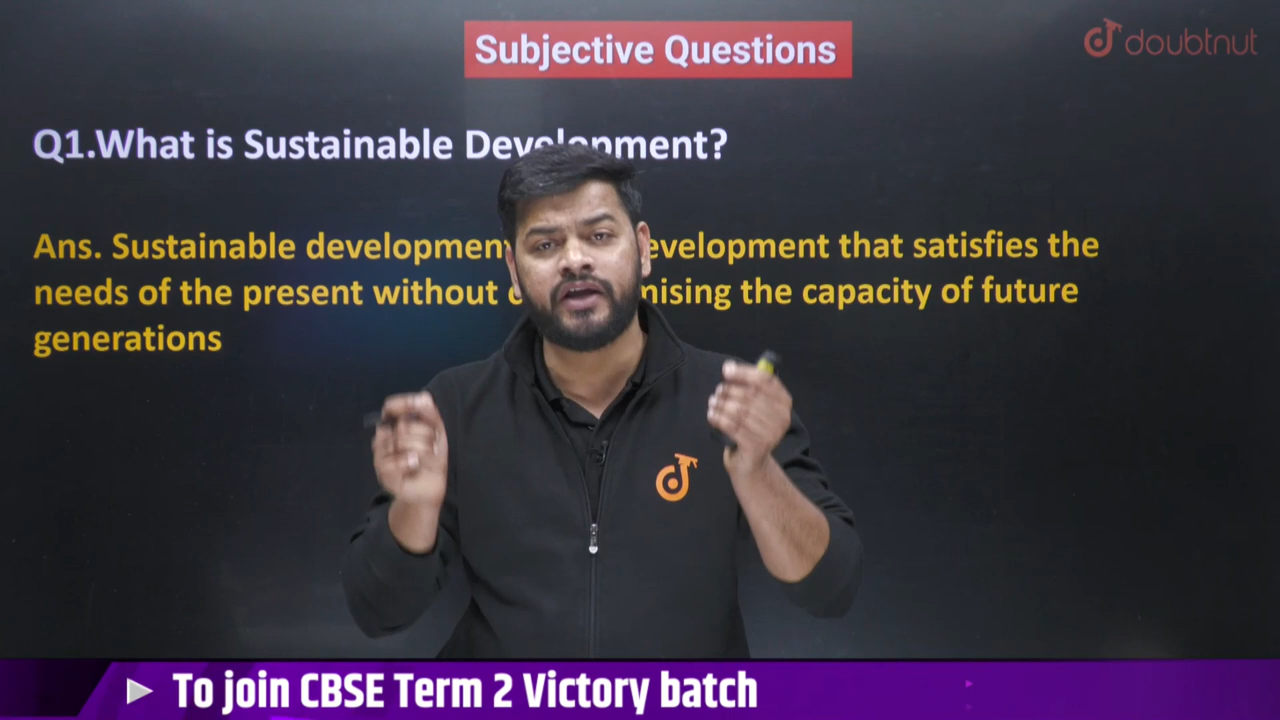 Subjective Questions
doubtnut
Q1.What is Sustainable Development?
Ans. Sustainable development that satisfies the
needs of the present without the capacity of future
generations
To join CBSE Term 2 Victory batch